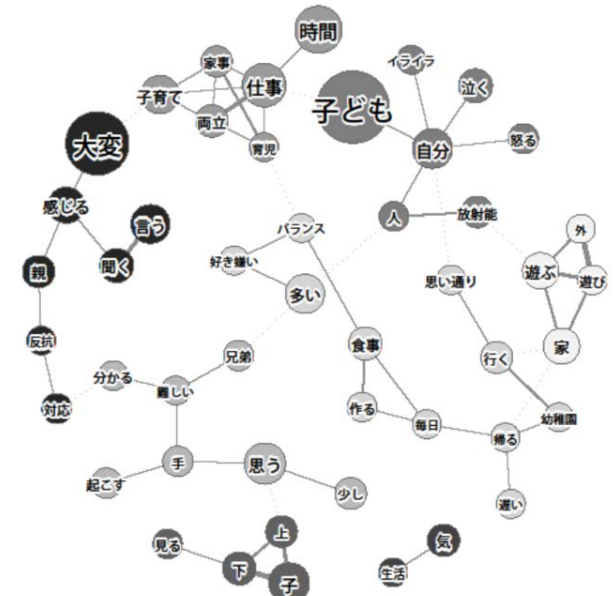 時間
家事
仕事
子育て
両立
育児
イライラ
泣く
子ども
自分
怒る
大変
感じる
言う
聞く
親
反抗
対応
人
放射能
バランス
好き嫌い
多い
思い通り
外
遊ぶ
遊び
家
食事
行く
兄弟
分かる
難しい
作る
毎日
帰る
幼稚園
遅い
手
思う
起こす
少し
上
見る
下
子
気
生活